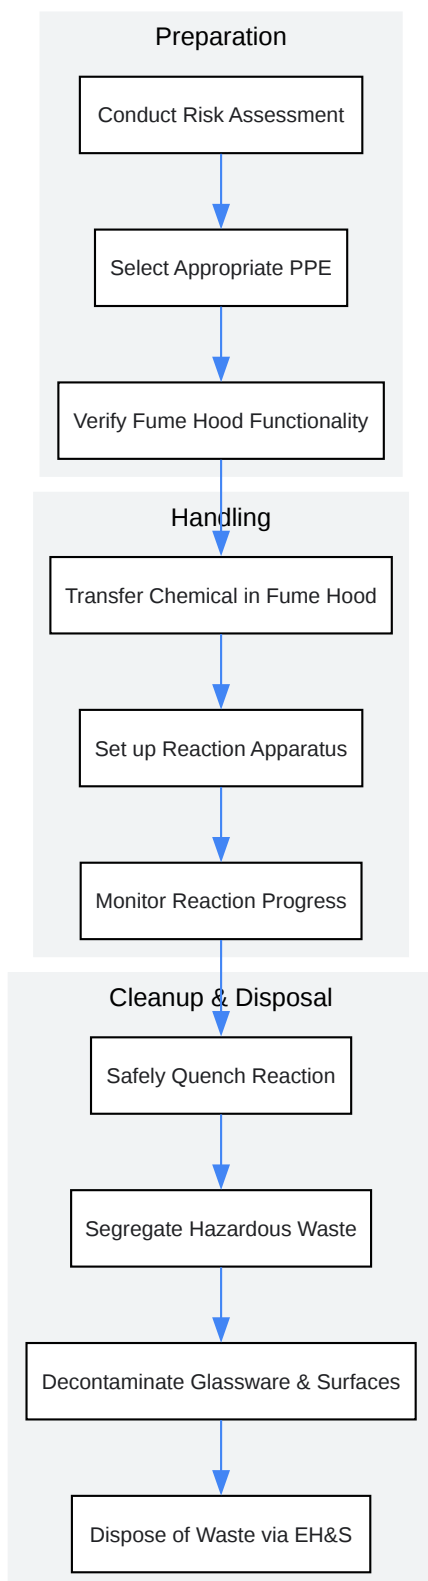 Preparation
Conduct Risk Assessment
Select Appropriate PPE
Verify Fume Hood Functionality
Handling
Transfer Chemical in Fume Hood
Set up Reaction Apparatus
Monitor Reaction Progress
Cleanup & Disposal
Safely Quench Reaction
Segregate Hazardous Waste
Decontaminate Glassware & Surfaces
Dispose of Waste via EH&S